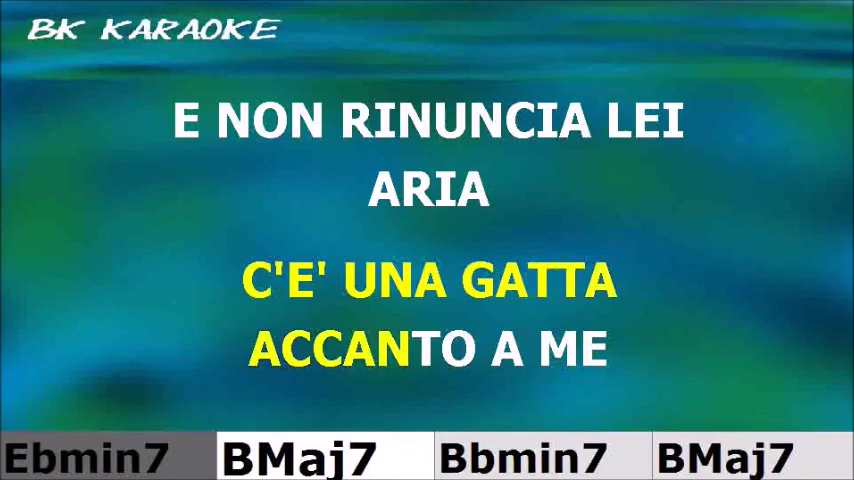 BK KARAOKE
E NON RINUNCIA LEI
ARIA
C'E' UNA GATTA
ACCANTO A ME
Ebmin7 BMaj7 Bbmin7 BMaj7